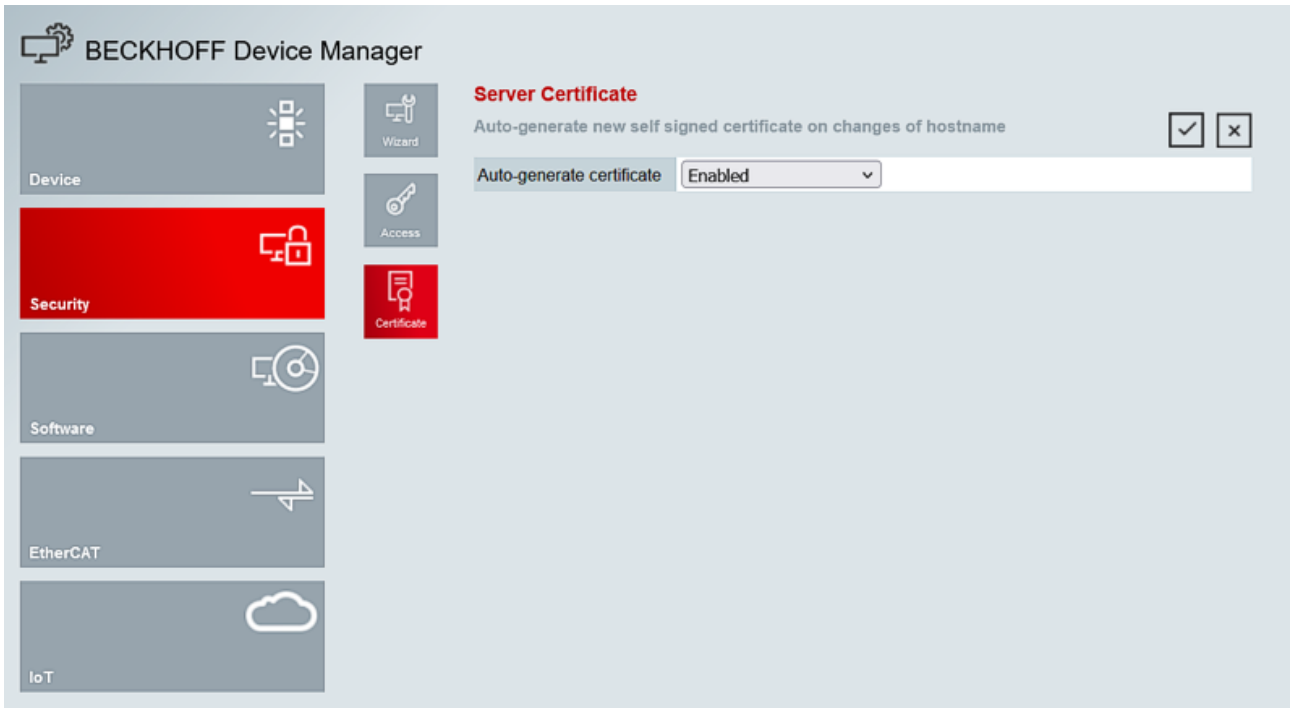 BECKHOFF Device Manager
Device
Security
Software
EtherCAT
IoT
Wizard
Access
Certificate
Server Certificate
Auto-generate new self signed certificate on changes of hostname
Auto-generate certificate Enabled